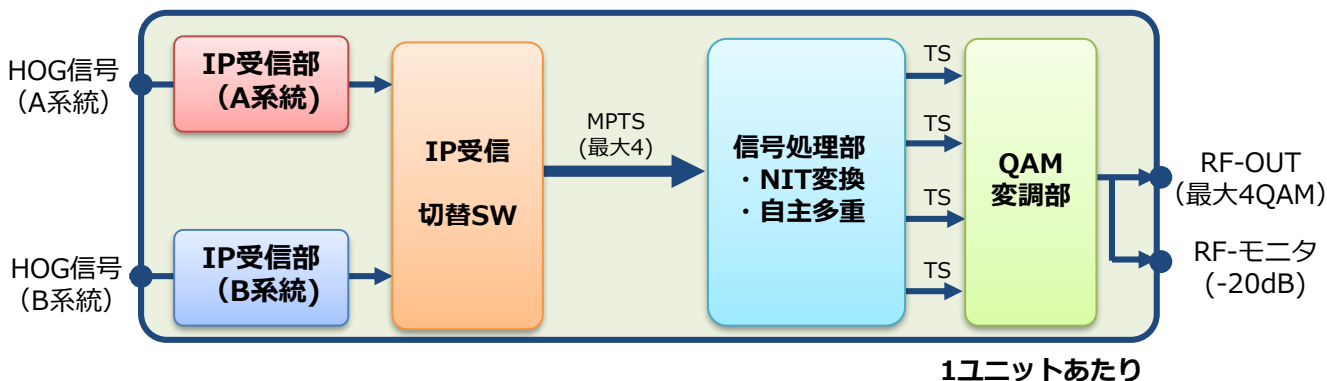 HOG信号
（A系統）
IP受信部
（A系統)
HOG信号
（B系統）
IP受信部
（B系統)
IP受信
切替SW
MPTS
(最大4)
信号処理部
・NIT変換
・自主多重
TS
TS
TS
TS
QAM
変調部
RF-OUT
（最大4QAM）
RF-モニタ
(-20dB)
1ユニットあたり